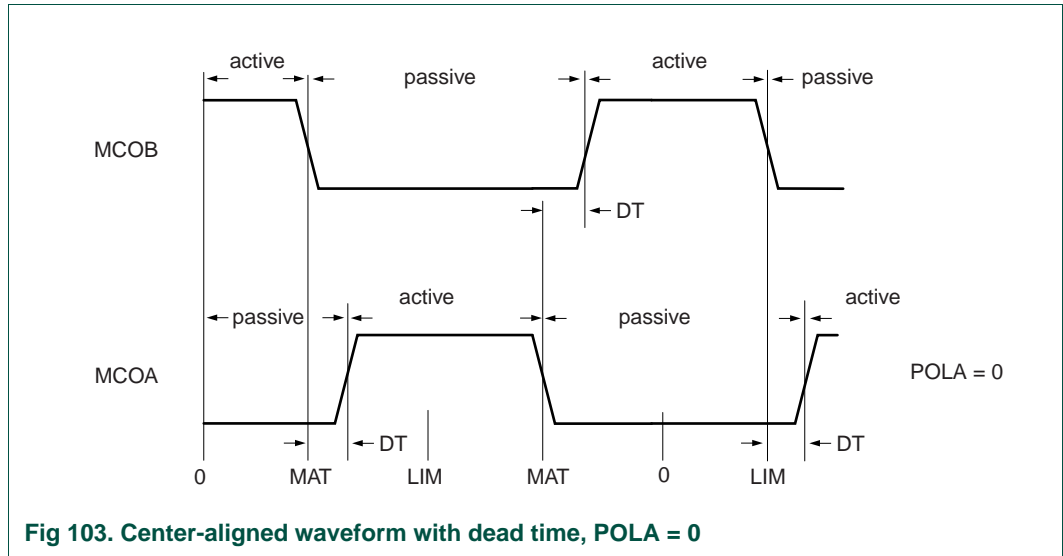 active
passive
active
passive
MCOB
DT
active
active
passive
passive
MCOA
POLA = 0
DT
DT
0
MAT
LIM
MAT
0
LIM
Fig 103. Center-aligned waveform with dead time, POLA = 0